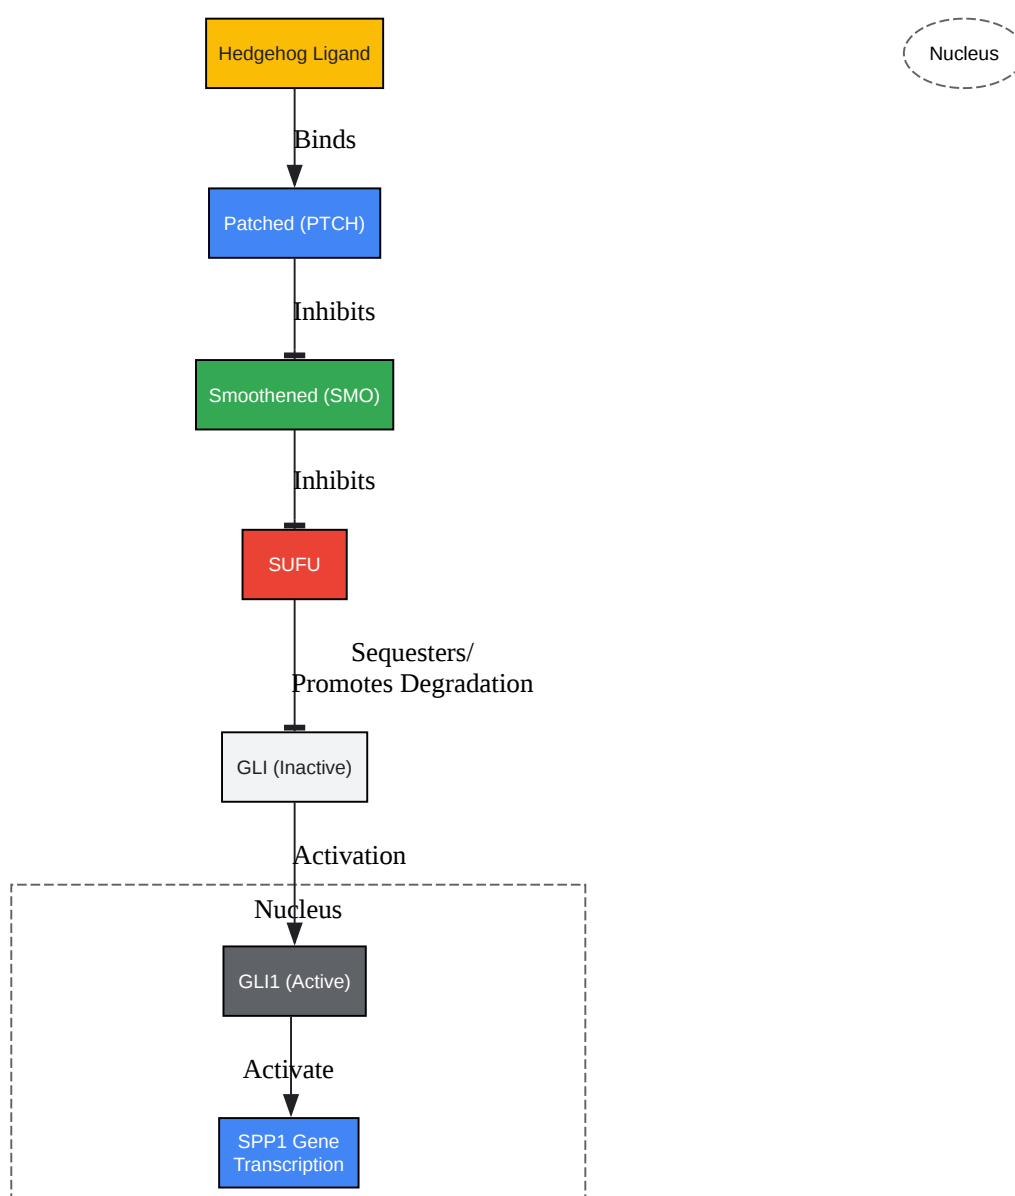 Hedgehog Ligand
Nucleus
Binds
Patched (PTCH)
Inhibits
Smoothened (SMO)
Inhibits
SUFU
Sequesters/
Promotes Degradation
GLI (Inactive)
Activation
Nucleus
GLI1 (Active)
Activate
SPP1 Gene
Transcription